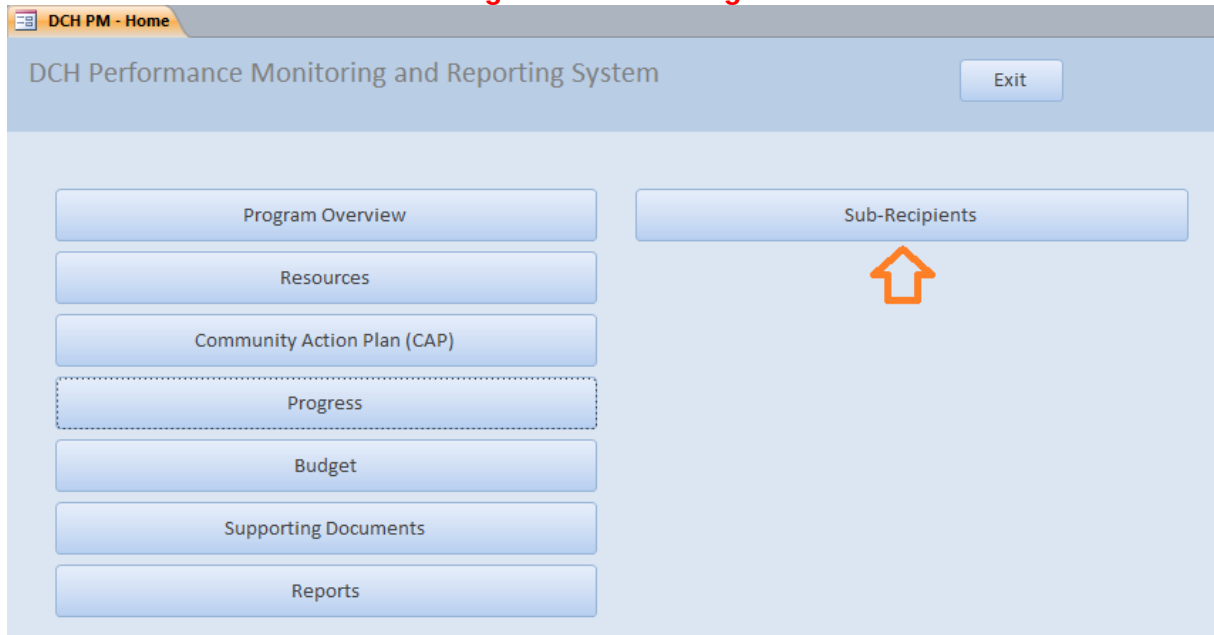 DCH PM - Home
DCH Performance Monitoring and Reporting System
Exit
Program Overview
Sub-Recipients
Resources
Community Action Plan (CAP)
Progress
Budget
Supporting Documents
Reports